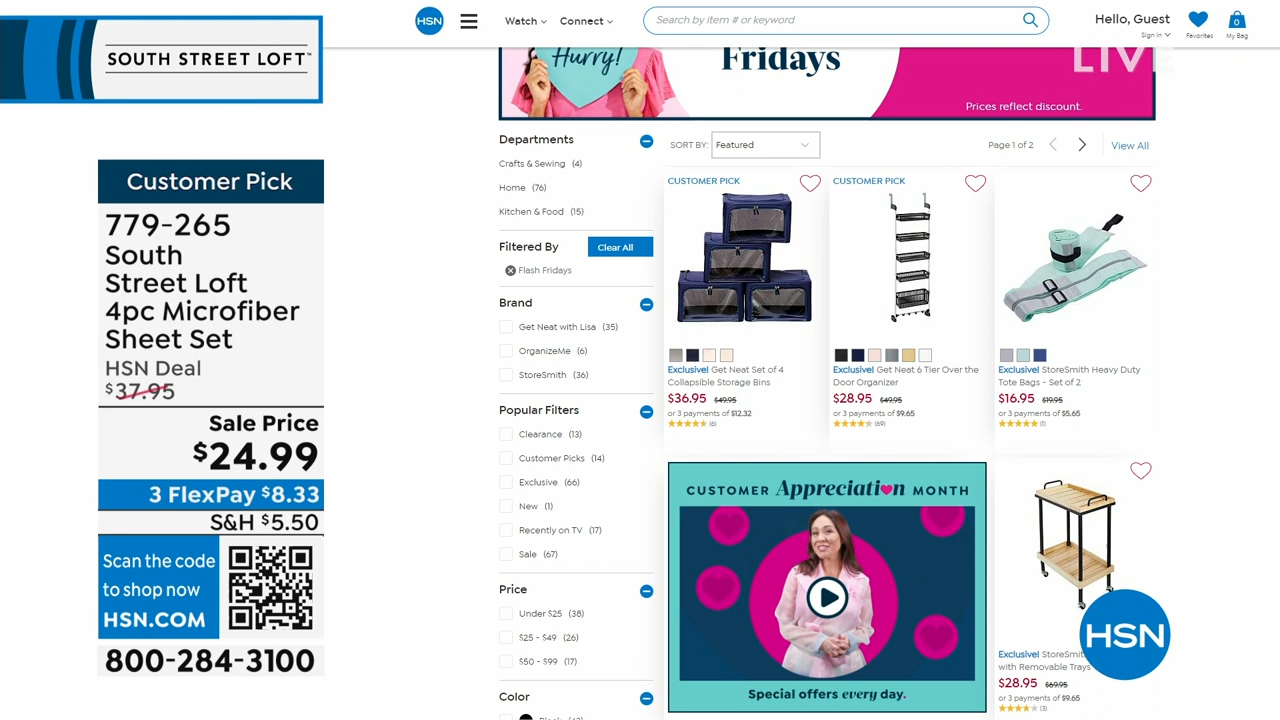 SOUTH STREET LOFT™
Customer Pick
779-265
South
Street Loft
4pc Microfiber
Sheet Set
HSN Deal
$37.95
Sale Price
$24.99
3 FlexPay $8.33
S&H $5.50
Scan the code
to shop now
HSN.COM
800-284-3100
HSN
Watch
Connect
Search by item # or keyword
Hello, Guest
Sign in
Favorites
0
My Bag
Hurry!
Fridays
LIVE
Prices reflect discount.
Departments
Crafts & Sewing (4)
Home (76)
Kitchen & Food (15)
Filtered By
Clear All
Flash Fridays
Brand
Get Neat with Lisa (35)
OrganizeMe (6)
StoreSmith (36)
Popular Filters
Clearance (13)
Customer Picks (14)
Exclusive (66)
New (1)
Recently on TV (17)
Sale (67)
Price
Under $25 (38)
$25 - $49 (26)
$50 - $99 (17)
Color
SORT BY: Featured
Page 1 of 2
View All
CUSTOMER PICK
Exclusive! Get Neat Set of 4
Collapsible Storage Bins
$36.95 $49.95
or 3 payments of $12.32
(6)
CUSTOMER PICK
Exclusive! Get Neat 6 Tier Over the
Door Organizer
$28.95 $49.95
or 3 payments of $9.65
(69)
Exclusive! StoreSmith Heavy Duty
Tote Bags - Set of 2
$16.95 $19.95
or 3 payments of $5.65
(1)
CUSTOMER Appreciation MONTH
Special offers every day.
Exclusive! StoreSmit
with Removable Trays
$28.95 $69.95
or 3 payments of $9.65
(3)
HSN